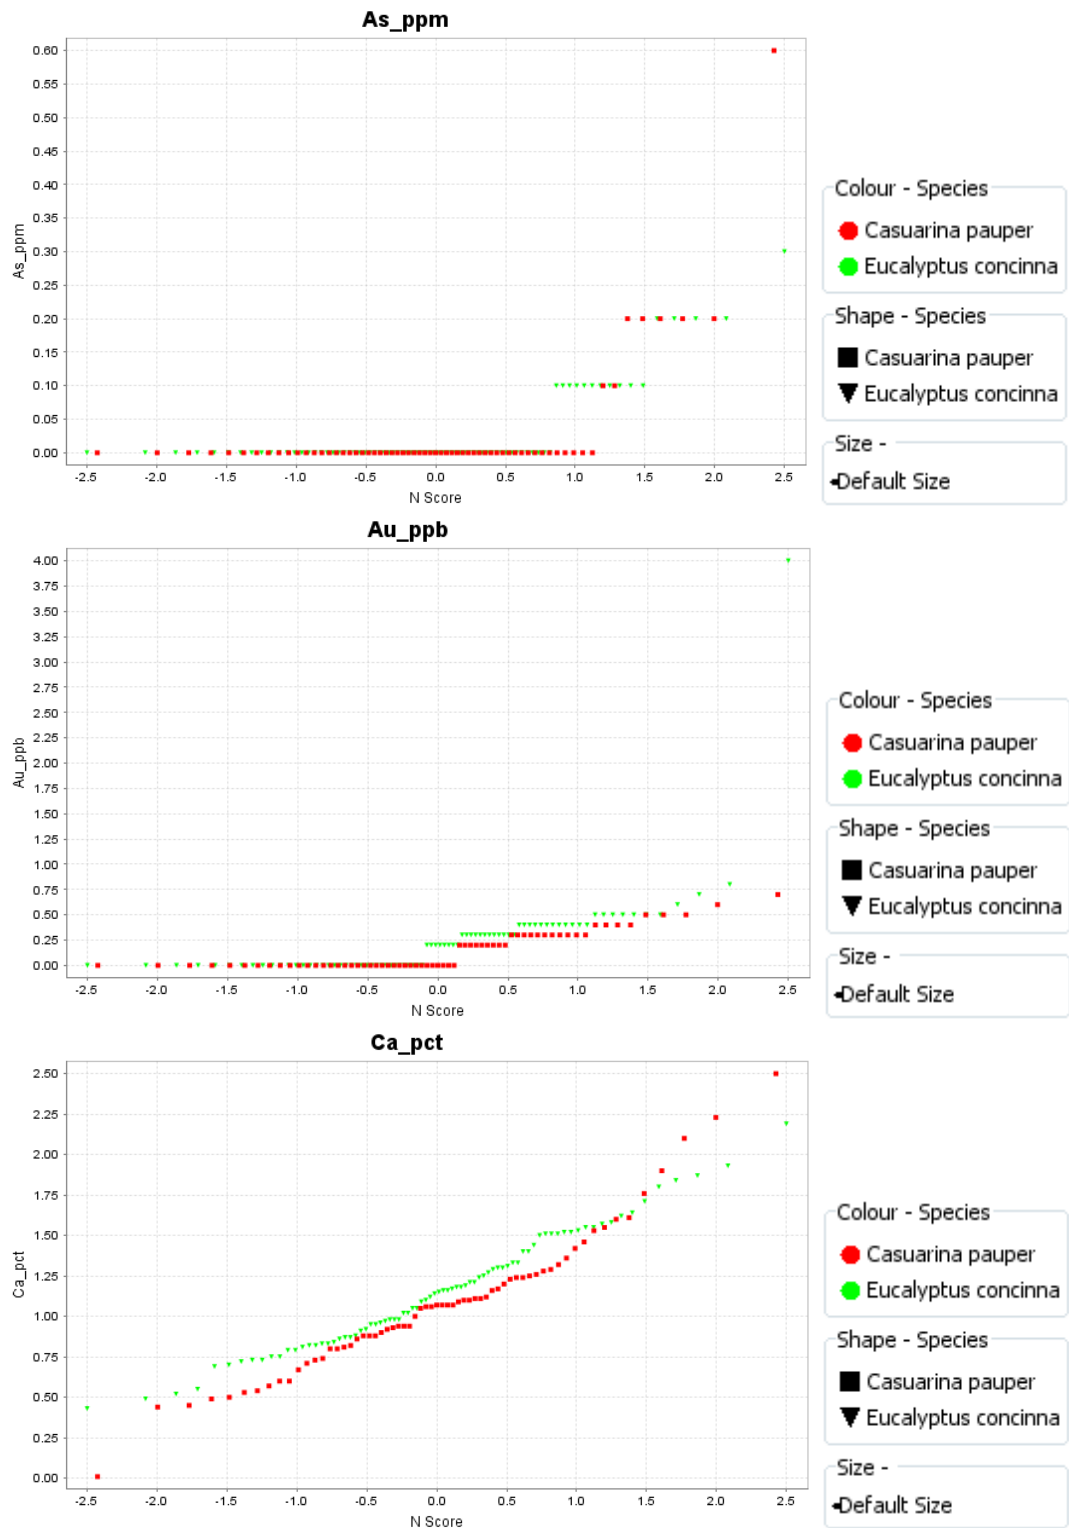 As_ppm
0.60
0.55
0.50
0.45
0.40
0.35
0.30
0.25
0.20
0.15
0.10
0.05
0.00
As_ppm
-2.5 -2.0 -1.5 -1.0 -0.5 0.0 0.5 1.0 1.5 2.0 2.5
N Score
Colour - Species
Casuarina pauper
Eucalyptus concinna
Shape - Species
Casuarina pauper
Eucalyptus concinna
Size -
Default Size
Au_ppb
4.00
3.75
3.50
3.25
3.00
2.75
2.50
2.25
2.00
1.75
1.50
1.25
1.00
0.75
0.50
0.25
0.00
Au_ppb
-2.5 -2.0 -1.5 -1.0 -0.5 0.0 0.5 1.0 1.5 2.0 2.5
N Score
Colour - Species
Casuarina pauper
Eucalyptus concinna
Shape - Species
Casuarina pauper
Eucalyptus concinna
Size -
Default Size
Ca_pct
2.50
2.25
2.00
1.75
1.50
1.25
1.00
0.75
0.50
0.25
0.00
Ca_pct
-2.5 -2.0 -1.5 -1.0 -0.5 0.0 0.5 1.0 1.5 2.0 2.5
N Score
Colour - Species
Casuarina pauper
Eucalyptus concinna
Shape - Species
Casuarina pauper
Eucalyptus concinna
Size -
Default Size